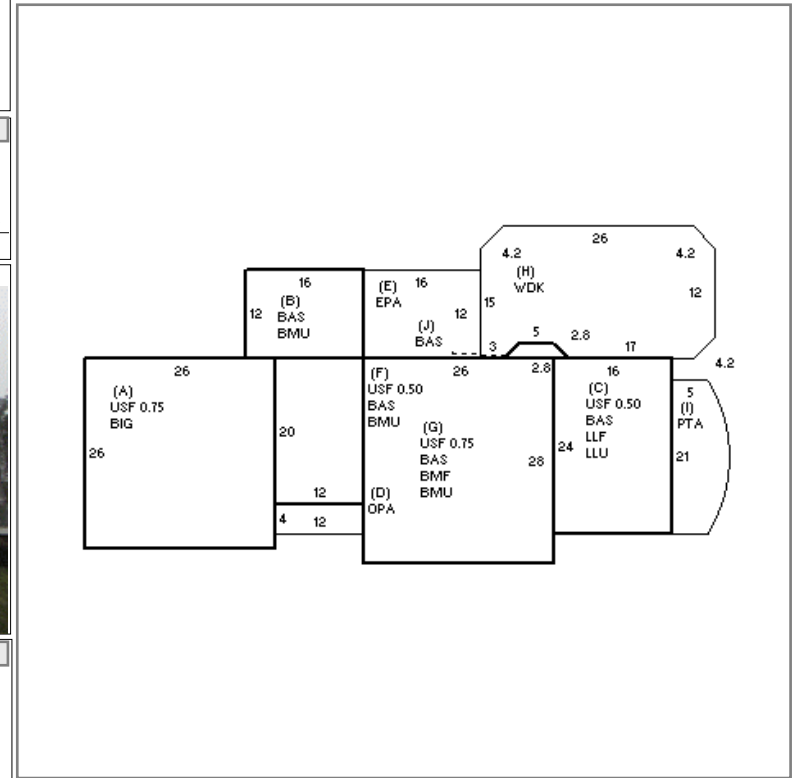 26
4.2
4.2
(H)
WDK
16
(E)
16
12
(B)
EPA
15
12
12
BAS
(J)
BMU
BAS
3
5
2.8
17
26
(F)
26
2.8
16
4.2
(A)
USF 0.50
(C)
5
USF 0.75
BAS
USF 0.50
(I)
BIG
BMU
(G)
BAS
PTA
20
USF 0.75
LLF
26
BAS
28
24
LLU
21
BMF
12
(D)
BMU
4
12
OPA